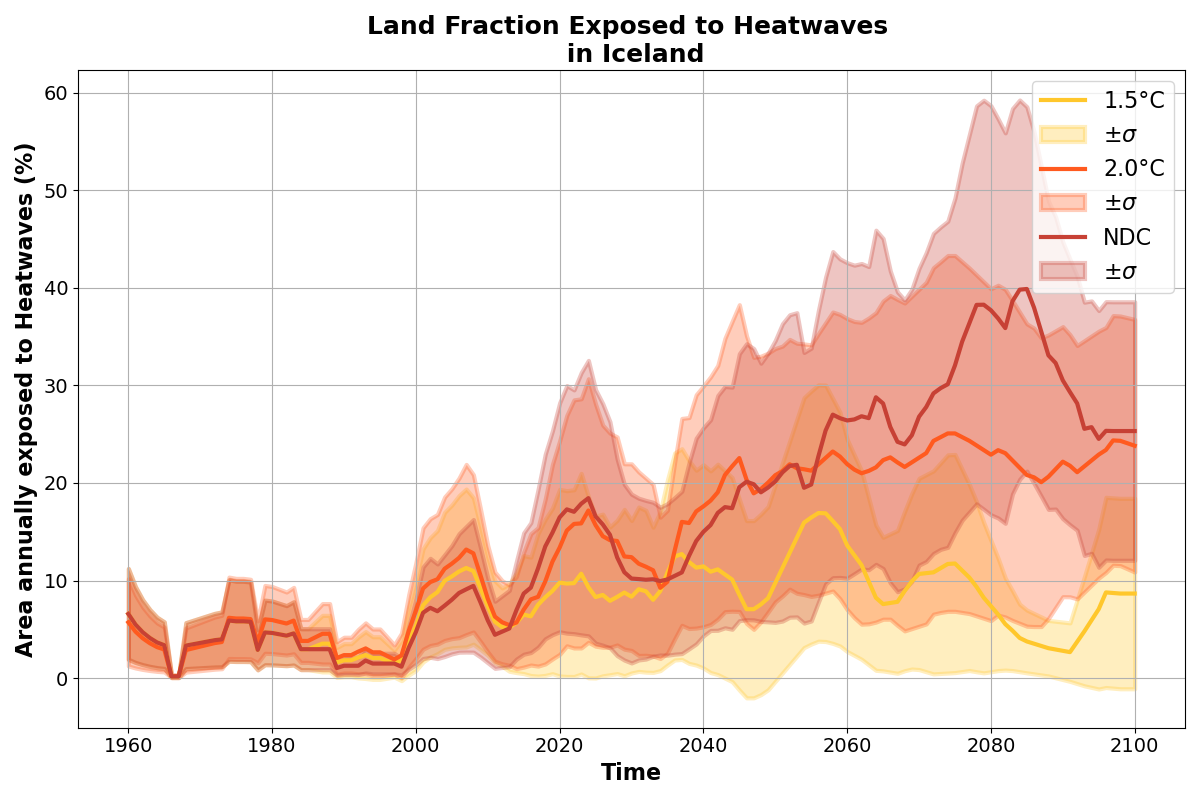 Land Fraction Exposed to Heatwaves
in Iceland
Area annually exposed to Heatwaves (%)
60
50
40
30
20
10
0
1.5°C
±σ
2.0°C
±σ
NDC
±σ
1960 1980 2000 2020 2040 2060 2080 2100
Time